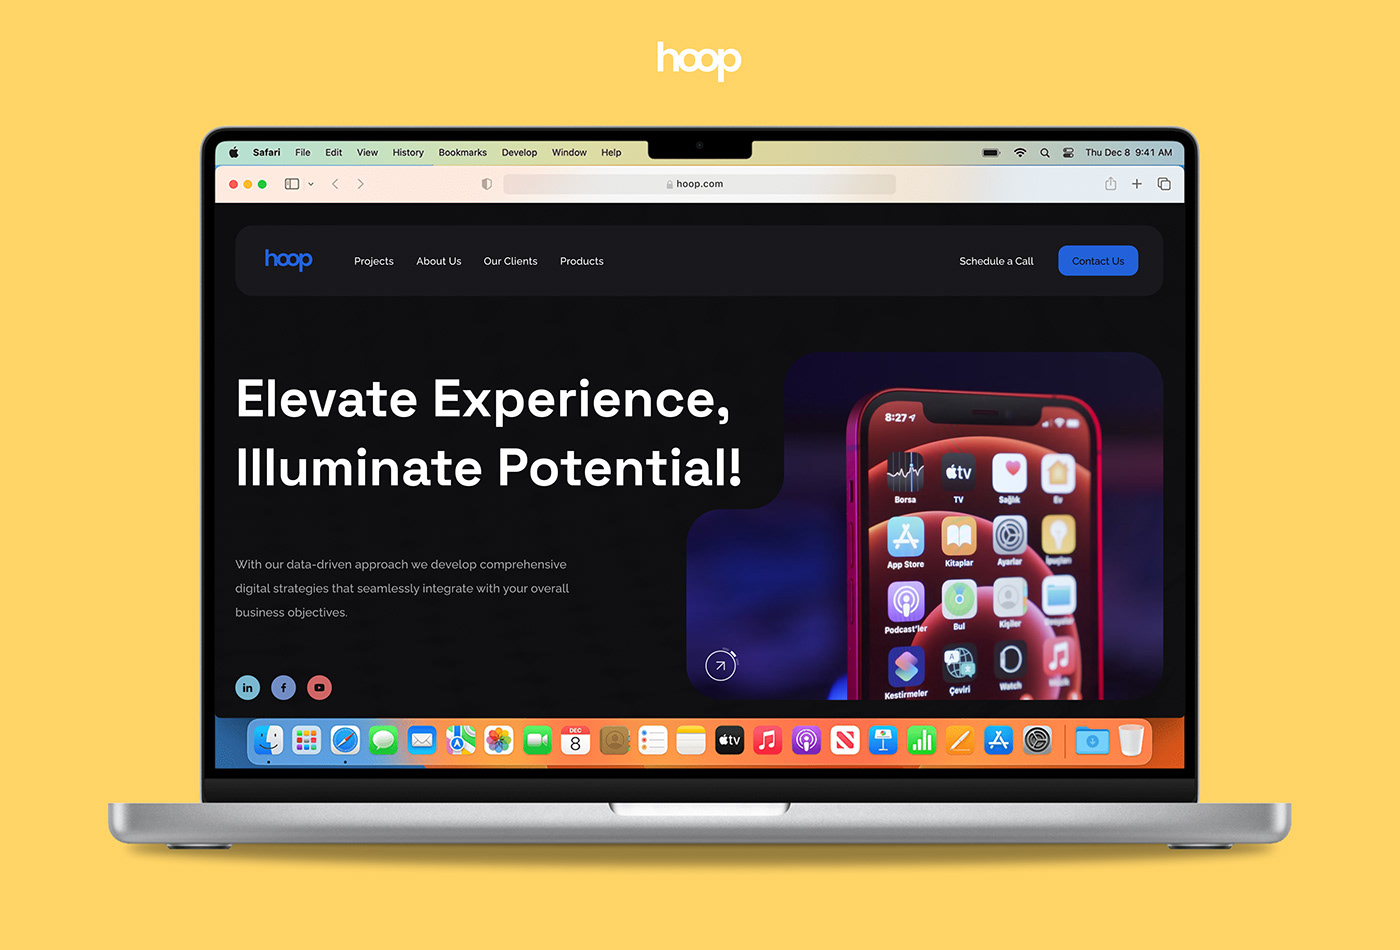 hoop
Safari File Edit View History Bookmarks Develop Window Help
Thu Dec 8 9:41 AM
hoop.com
hoop
Projects About Us Our Clients Products
Schedule a Call
Contact Us
Elevate Experience,
Illuminate Potential!
With our data-driven approach we develop comprehensive
digital strategies that seamlessly integrate with your overall
business objectives.
8:27
tv
Borsa TV Sağlık Ev
App Store Kitaplar Ayarlar
Podcast'ler Bul Kişiler
Kestirmeler Çeviri Watch
in f
DEC
8
tv